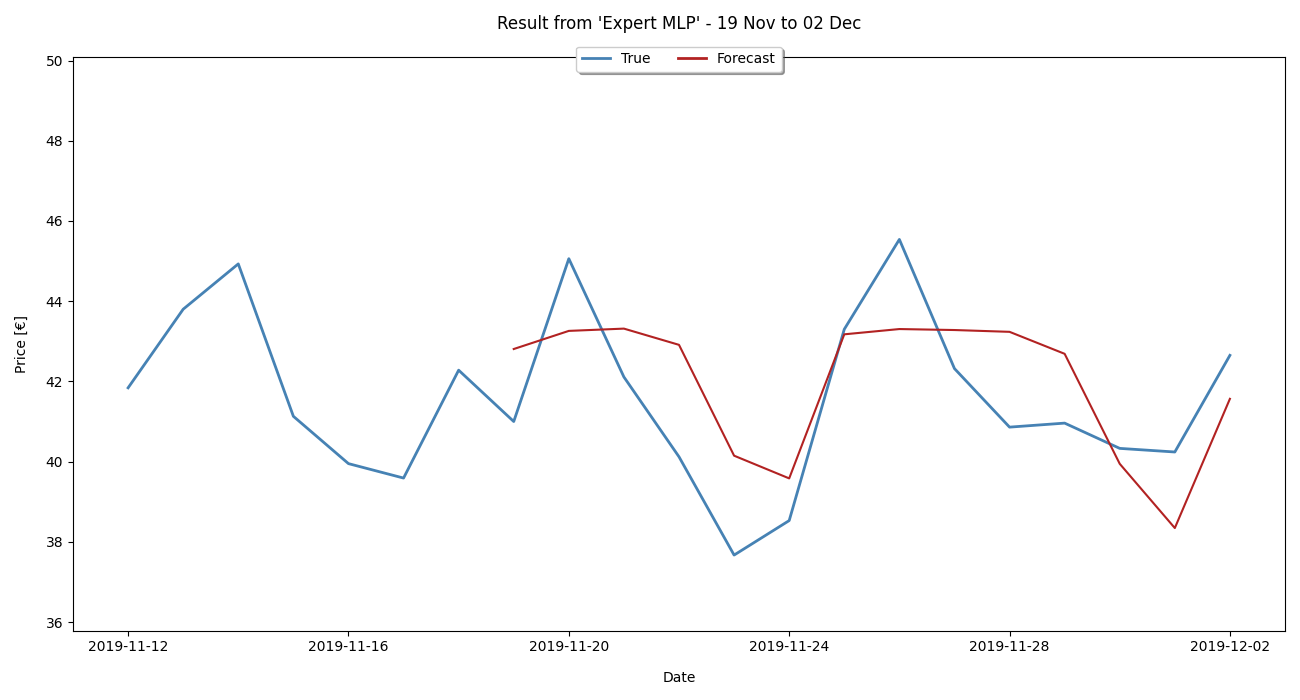 Result from 'Expert MLP' - 19 Nov to 02 Dec
True Forecast
50
48
46
44
42
40
38
36
Price [€]
2019-11-12 2019-11-16 2019-11-20 2019-11-24 2019-11-28 2019-12-02
Date